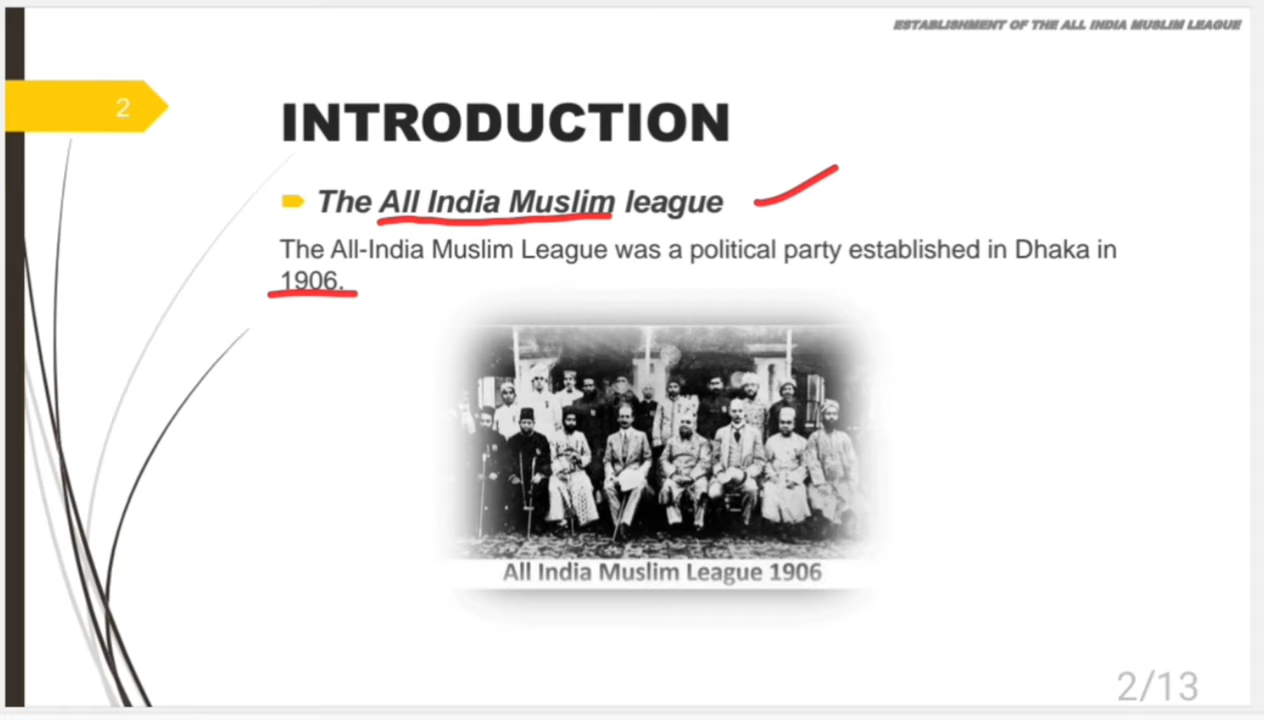 ESTABLISHMENT OF THE ALL INDIA MUSLIM LEAGUE
2
INTRODUCTION
The All India Muslim league
The All-India Muslim League was a political party established in Dhaka in
1906.
All India Muslim League 1906
2/13